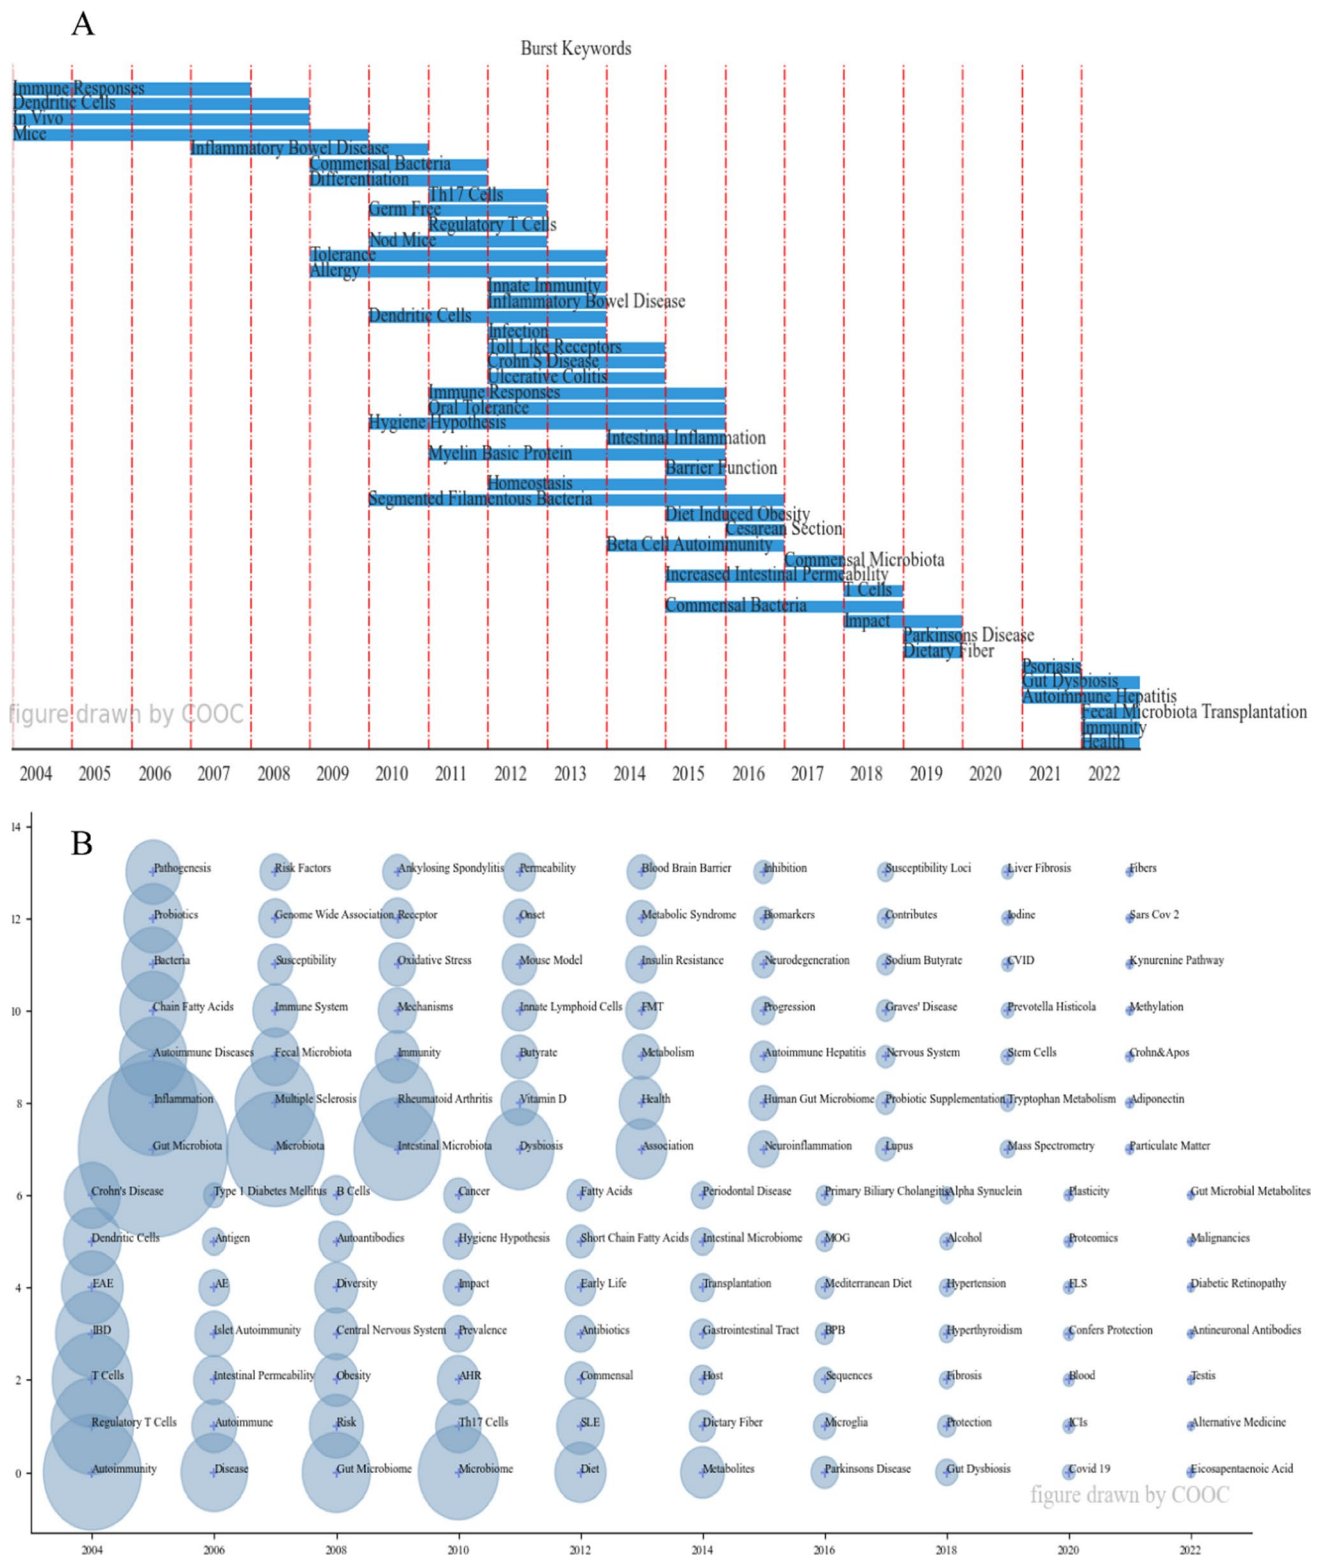 A
Burst Keywords
Immune Responses
Dendritic Cells
In Vivo
Mice
Inflammatory Bowel Disease
Commensal Bacteria
Differentiation
Th17 Cells
Germ Free
Regulatory T Cells
Nod Mice
Tolerance
Allergy
Innate Immunity
Inflammatory Bowel Disease
Dendritic Cells
Infection
Toll Like Receptors
Crohn'S Disease
Ulcerative Colitis
Immune Responses
Oral Tolerance
Hygiene Hypothesis
Intestinal Inflammation
Myelin Basic Protein
Barrier Function
Homeostasis
Segmented Filamentous Bacteria
Diet Induced Obesity
Cesarean Section
Beta Cell Autoimmunity
Commensal Microbiota
Increased Intestinal Permeability
T Cells
Commensal Bacteria
Impact
Parkinsons Disease
Dietary Fiber
Psoriasis
Gut Dysbiosis
Autoimmune Hepatitis
Fecal Microbiota Transplantation
Immunity
Health
figure drawn by COOC
2004 2005 2006 2007 2008 2009 2010 2011 2012 2013 2014 2015 2016 2017 2018 2019 2020 2021 2022
B
14
Pathogenesis Risk Factors Ankylosing Spondylitis Permeability Blood Brain Barrier Inhibition Susceptibility Loci Liver Fibrosis Fibers
12 Probiotics Genome Wide Association Receptor Onset Metabolic Syndrome Biomarkers Contributes Iodine Sars Cov 2
Bacteria Susceptibility Oxidative Stress Mouse Model Insulin Resistance Neurodegeneration Sodium Butyrate CVID Kynurenine Pathway
10 Chain Fatty Acids Immune System Mechanisms Innate Lymphoid Cells FMT Progression Graves' Disease Prevotella Histicola Methylation
Autoimmune Diseases Fecal Microbiota Immunity Butyrate Metabolism Autoimmune Hepatitis Nervous System Stem Cells Crohn&Apos
8 Inflammation Multiple Sclerosis Rheumatoid Arthritis Vitamin D Health Human Gut Microbiome Probiotic Supplementation Tryptophan Metabolism Adiponectin
Gut Microbiota Microbiota Intestinal Microbiota Dysbiosis Association Neuroinflammation Lupus Mass Spectrometry Particulate Matter
6 Crohn's Disease Type 1 Diabetes Mellitus B Cells Cancer Fatty Acids Periodontal Disease Primary Biliary Cholangitis Alpha Synuclein Plasticity Gut Microbial Metabolites
Dendritic Cells Antigen Autoantibodies Hygiene Hypothesis Short Chain Fatty Acids Intestinal Microbiome MOG Alcohol Proteomics Malignancies
4 EAE AE Diversity Impact Early Life Transplantation Mediterranean Diet Hypertension FLS Diabetic Retinopathy
IBD Islet Autoimmunity Central Nervous System Prevalence Antibiotics Gastrointestinal Tract BPB Hyperthyroidism Confers Protection Antineuronal Antibodies
2 T Cells Intestinal Permeability Obesity AHR Commensal Host Sequences Fibrosis Blood Testis
Regulatory T Cells Autoimmune Risk Th17 Cells SLE Dietary Fiber Microglia Protection ICIs Alternative Medicine
0 Autoimmunity Disease Gut Microbiome Microbiome Diet Metabolites Parkinsons Disease Gut Dysbiosis Covid 19 Eicosapentaenoic Acid
figure drawn by COOC
2004 2006 2008 2010 2012 2014 2016 2018 2020 2022